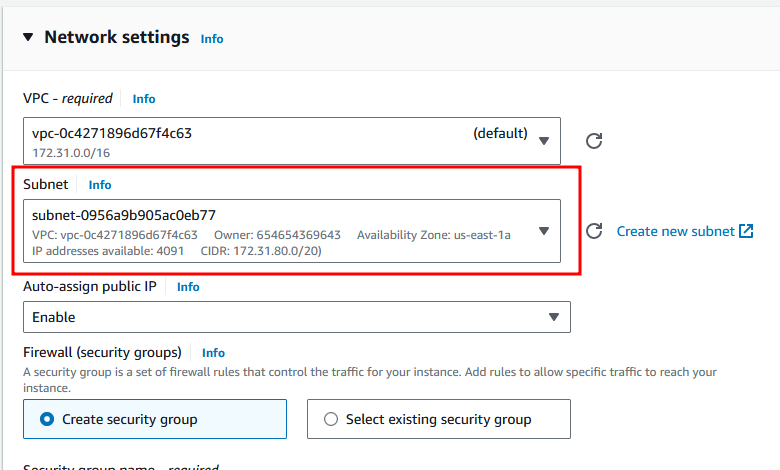 Network settings Info
VPC - required Info
vpc-0c4271896d67f4c63 (default)
172.31.0.0/16
Subnet Info
subnet-0956a9b905ac0eb77
VPC: vpc-0c4271896d67f4c63 Owner: 654654369643 Availability Zone: us-east-1a
IP addresses available: 4091 CIDR: 172.31.80.0/20)
Create new subnet
Auto-assign public IP Info
Enable
Firewall (security groups) Info
A security group is a set of firewall rules that control the traffic for your instance. Add rules to allow specific traffic to reach your
instance.
Create security group Select existing security group
Security group name - required